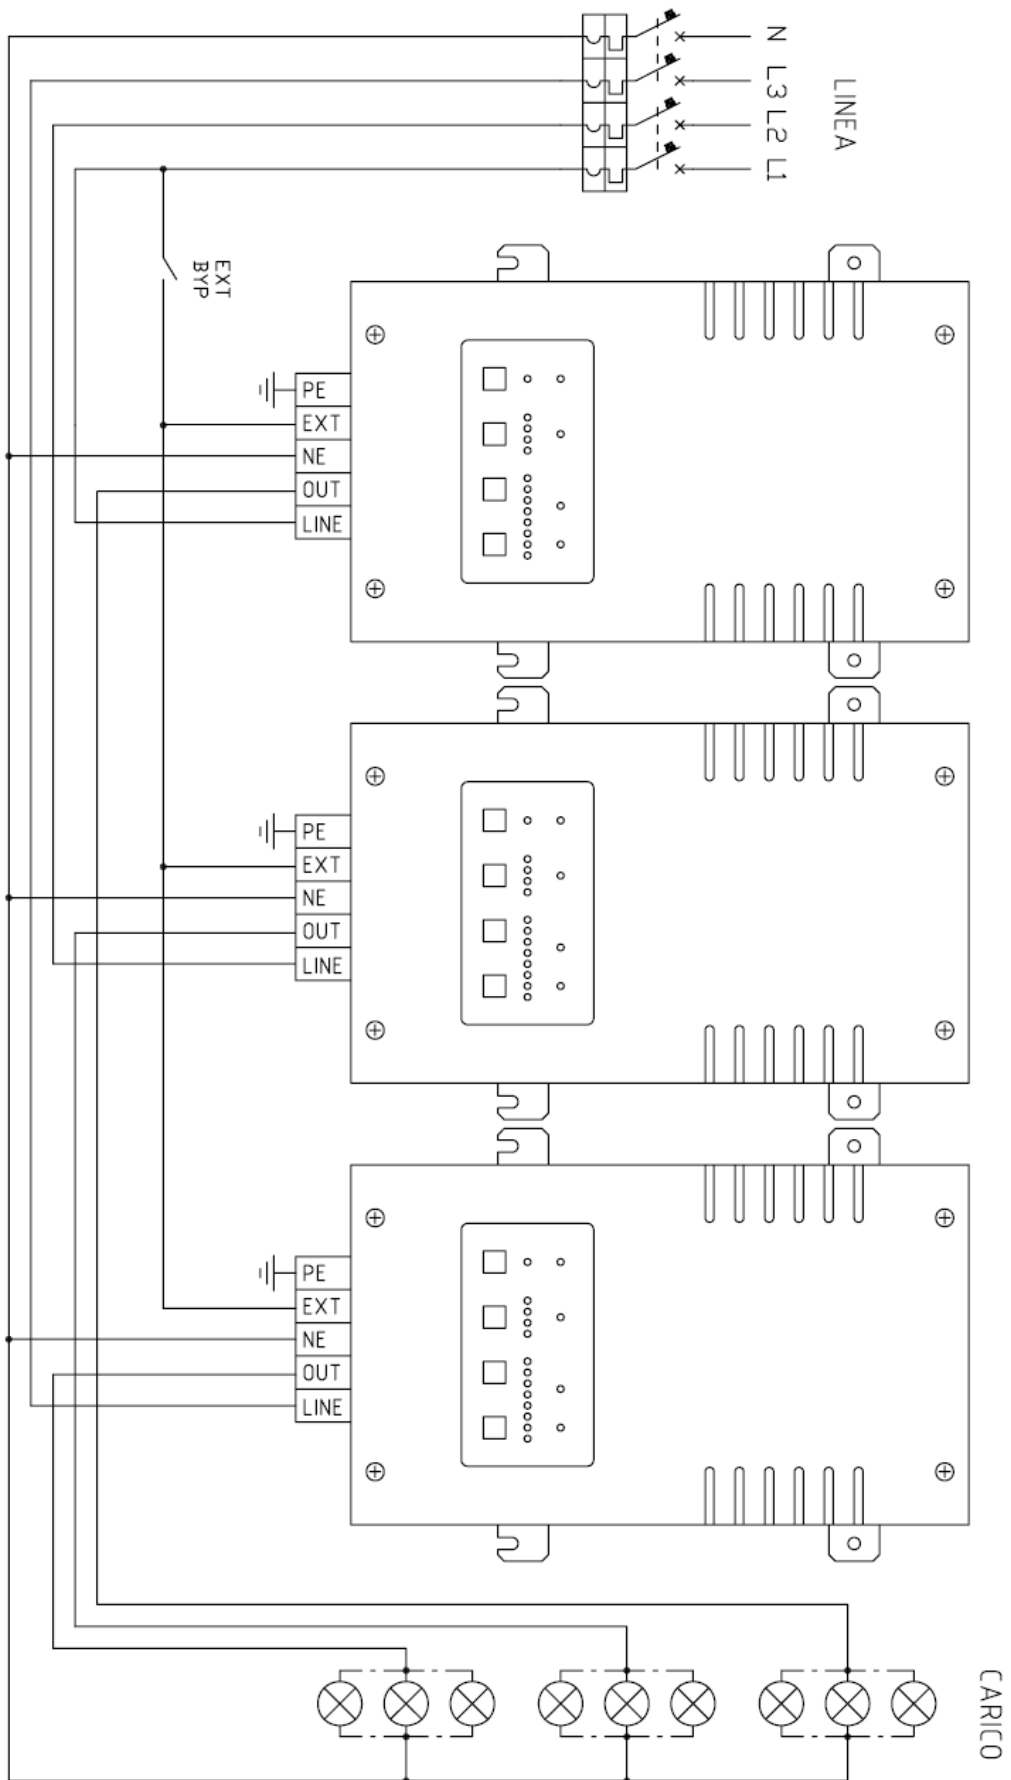 N
L3
L2
L1
LINEA
EXT
BYP
PE
EXT
NE
OUT
LINE
PE
EXT
NE
OUT
LINE
PE
EXT
NE
OUT
LINE
CARICO